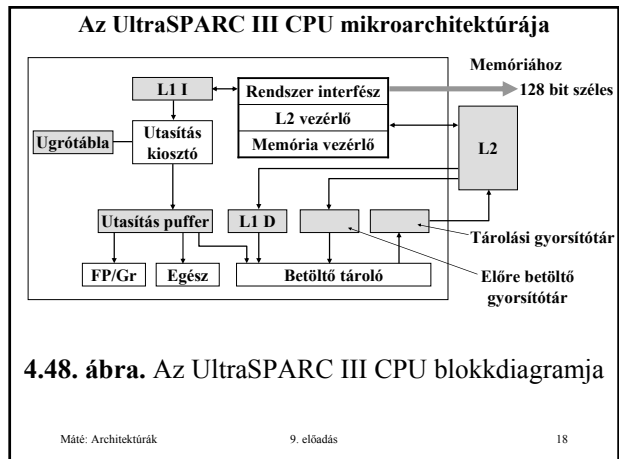 Az UltraSPARC III CPU mikroarchitektúrája
Memóriához
128 bit széles
L1 I
Rendszer interfész
L2 vezérlő
Memória vezérlő
Ugrótábla
Utasítás
kiosztó
L2
Utasítás puffer
L1 D
Tárolási gyorsítótár
FP/Gr
Egész
Betöltő tároló
Előre betöltő
gyorsítótár
4.48. ábra. Az UltraSPARC III CPU blokkdiagramja
Máté: Architektúrák
9. előadás
18